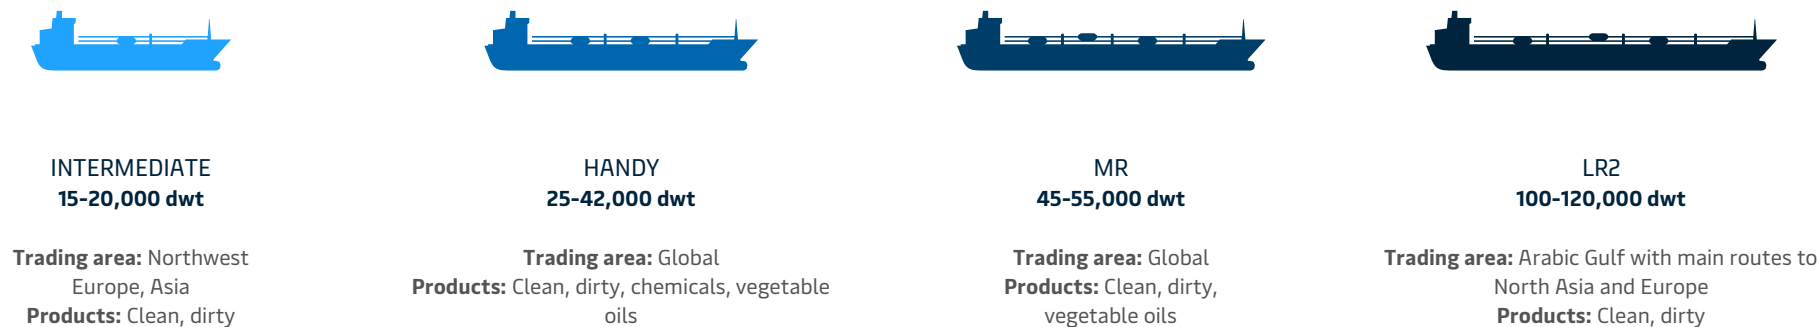 INTERMEDIATE
15-20,000 dwt
Trading area: Northwest
Europe, Asia
Products: Clean, dirty
HANDY
25-42,000 dwt
Trading area: Global
Products: Clean, dirty, chemicals, vegetable
oils
MR
45-55,000 dwt
Trading area: Global
Products: Clean, dirty,
vegetable oils
LR2
100-120,000 dwt
Trading area: Arabic Gulf with main routes to
North Asia and Europe
Products: Clean, dirty